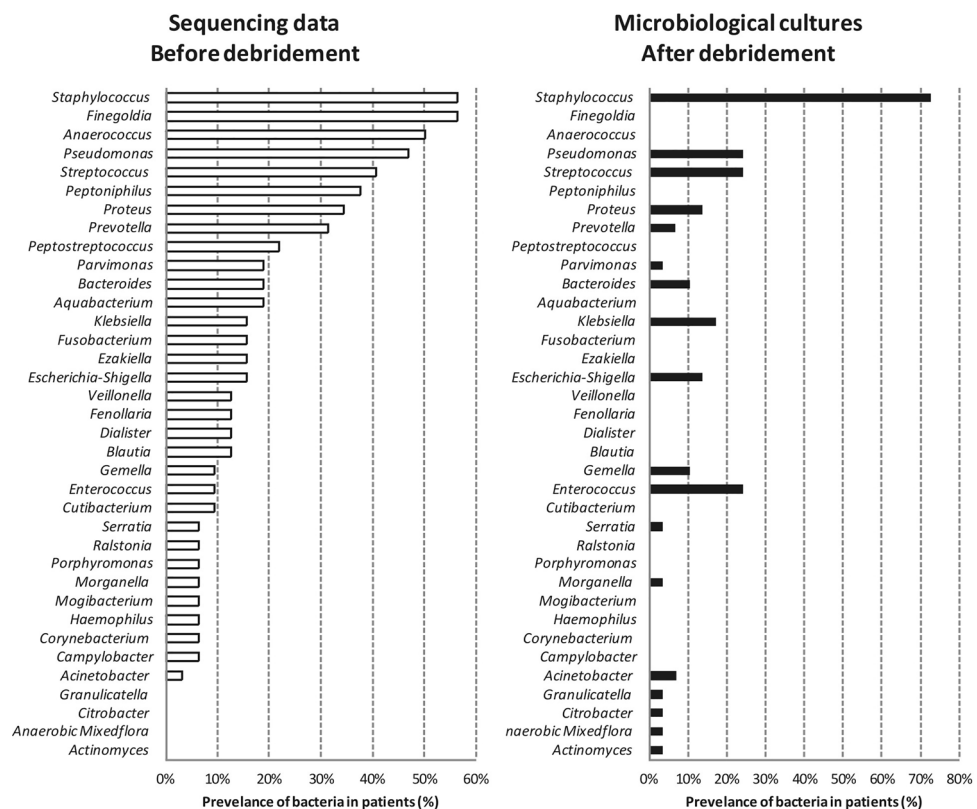 Sequencing data
Before debridement
Staphylococcus
Finegoldia
Anaerococcus
Pseudomonas
Streptococcus
Peptoniphilus
Proteus
Prevotella
Peptostreptococcus
Parvimonas
Bacteroides
Aquabacterium
Klebsiella
Fusobacterium
Ezakiella
Escherichia-Shigella
Veillonella
Fenollaria
Dialister
Blautia
Gemella
Enterococcus
Cutibacterium
Serratia
Ralstonia
Porphyromonas
Morganella
Mogibacterium
Haemophilus
Corynebacterium
Campylobacter
Acinetobacter
Granulicatella
Citrobacter
Anaerobic Mixedflora
Actinomyces
0% 10% 20% 30% 40% 50% 60%
Prevelance of bacteria in patients (%)
Microbiological cultures
After debridement
Staphylococcus
Finegoldia
Anaerococcus
Pseudomonas
Streptococcus
Peptoniphilus
Proteus
Prevotella
Peptostreptococcus
Parvimonas
Bacteroides
Aquabacterium
Klebsiella
Fusobacterium
Ezakiella
Escherichia-Shigella
Veillonella
Fenollaria
Dialister
Blautia
Gemella
Enterococcus
Cutibacterium
Serratia
Ralstonia
Porphyromonas
Morganella
Mogibacterium
Haemophilus
Corynebacterium
Campylobacter
Acinetobacter
Granulicatella
Citrobacter
naerobic Mixedflora
Actinomyces
0% 10% 20% 30% 40% 50% 60% 70% 80%
Prevelance of bacteria in patients (%)